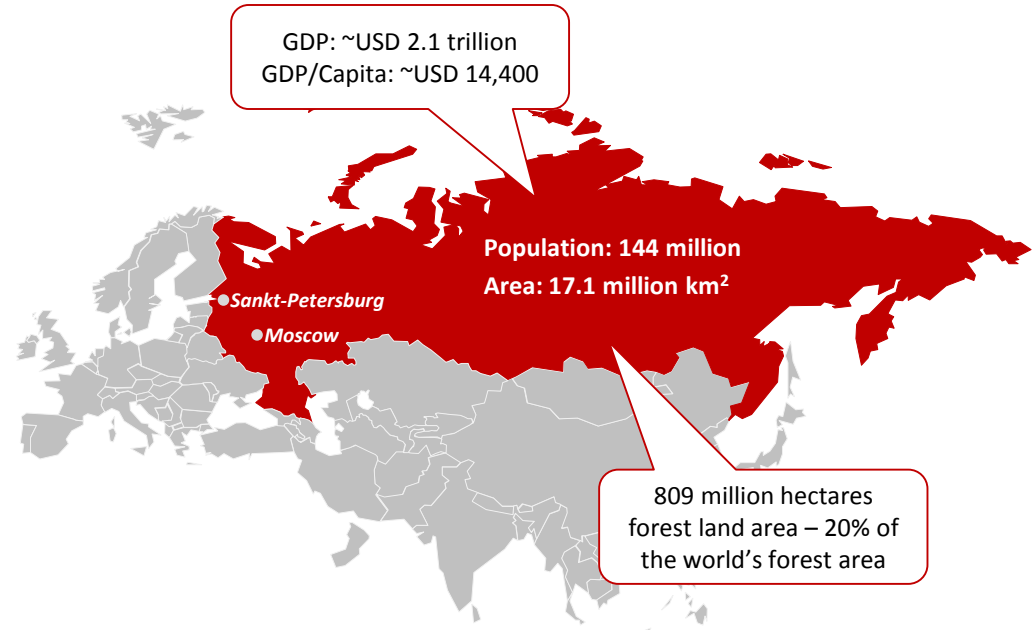 GDP: ~USD 2.1 trillion
GDP/Capita: ~USD 14,400
Population: 144 million
Area: 17.1 million km²
Sankt-Petersburg
Moscow
809 million hectares
forest land area – 20% of
the world's forest area